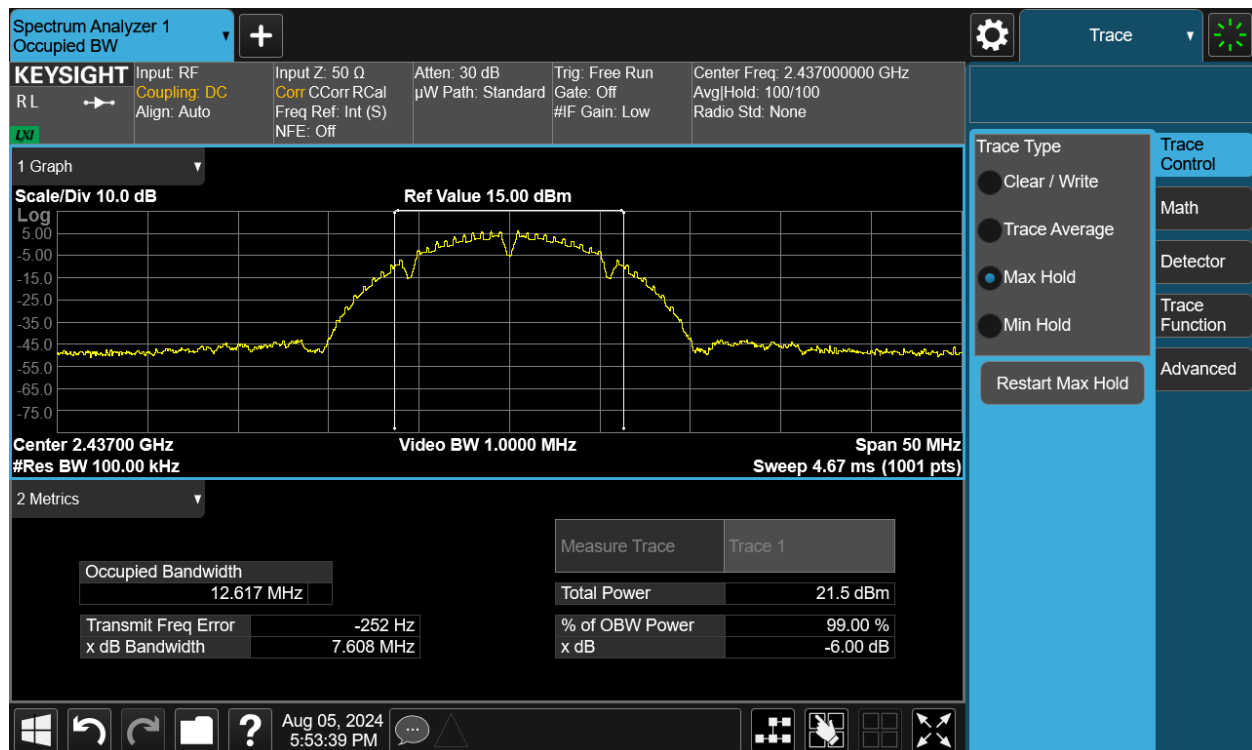 Spectrum Analyzer 1
Occupied BW
Trace
KEYSIGHT
R L
LXI
Input: RF
Coupling: DC
Align: Auto
Input Z: 50 Ω
Corr CCorr RCal
Freq Ref: Int (S)
NFE: Off
Atten: 30 dB
µW Path: Standard
Trig: Free Run
Gate: Off
#IF Gain: Low
Center Freq: 2.437000000 GHz
Avg|Hold: 100/100
Radio Std: None
1 Graph
Scale/Div 10.0 dB
Ref Value 15.00 dBm
Log
5.00
-5.00
-15.0
-25.0
-35.0
-45.0
-55.0
-65.0
-75.0
Center 2.43700 GHz
Video BW 1.0000 MHz
Span 50 MHz
#Res BW 100.00 kHz
Sweep 4.67 ms (1001 pts)
2 Metrics
Measure Trace
Trace 1
Occupied Bandwidth
12.617 MHz
Total Power
21.5 dBm
Transmit Freq Error
-252 Hz
% of OBW Power
99.00 %
x dB Bandwidth
7.608 MHz
x dB
-6.00 dB
Trace Type
Clear / Write
Trace Average
Max Hold
Min Hold
Restart Max Hold
Trace
Control
Math
Detector
Trace
Function
Advanced
?
Aug 05, 2024
5:53:39 PM